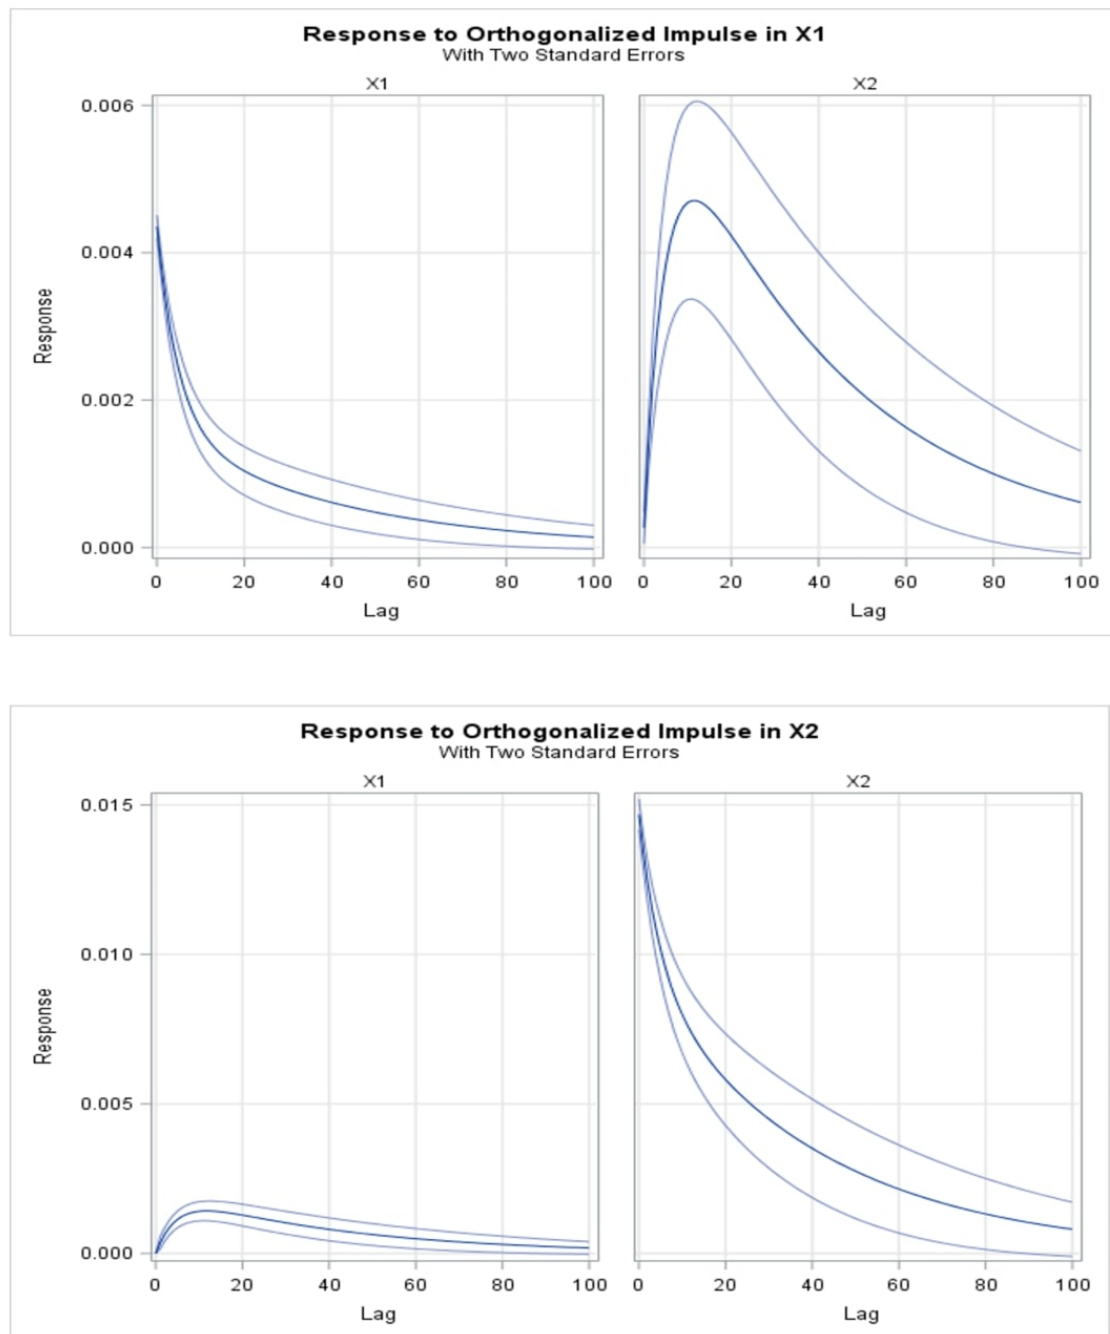 Response to Orthogonalized Impulse in X1
With Two Standard Errors
X1 X2
0.006
0.004
0.002
0.000
Response
0 20 40 60 80 100 0 20 40 60 80 100
Lag Lag
Response to Orthogonalized Impulse in X2
With Two Standard Errors
X1 X2
0.015
0.010
0.005
0.000
Response
0 20 40 60 80 100 0 20 40 60 80 100
Lag Lag